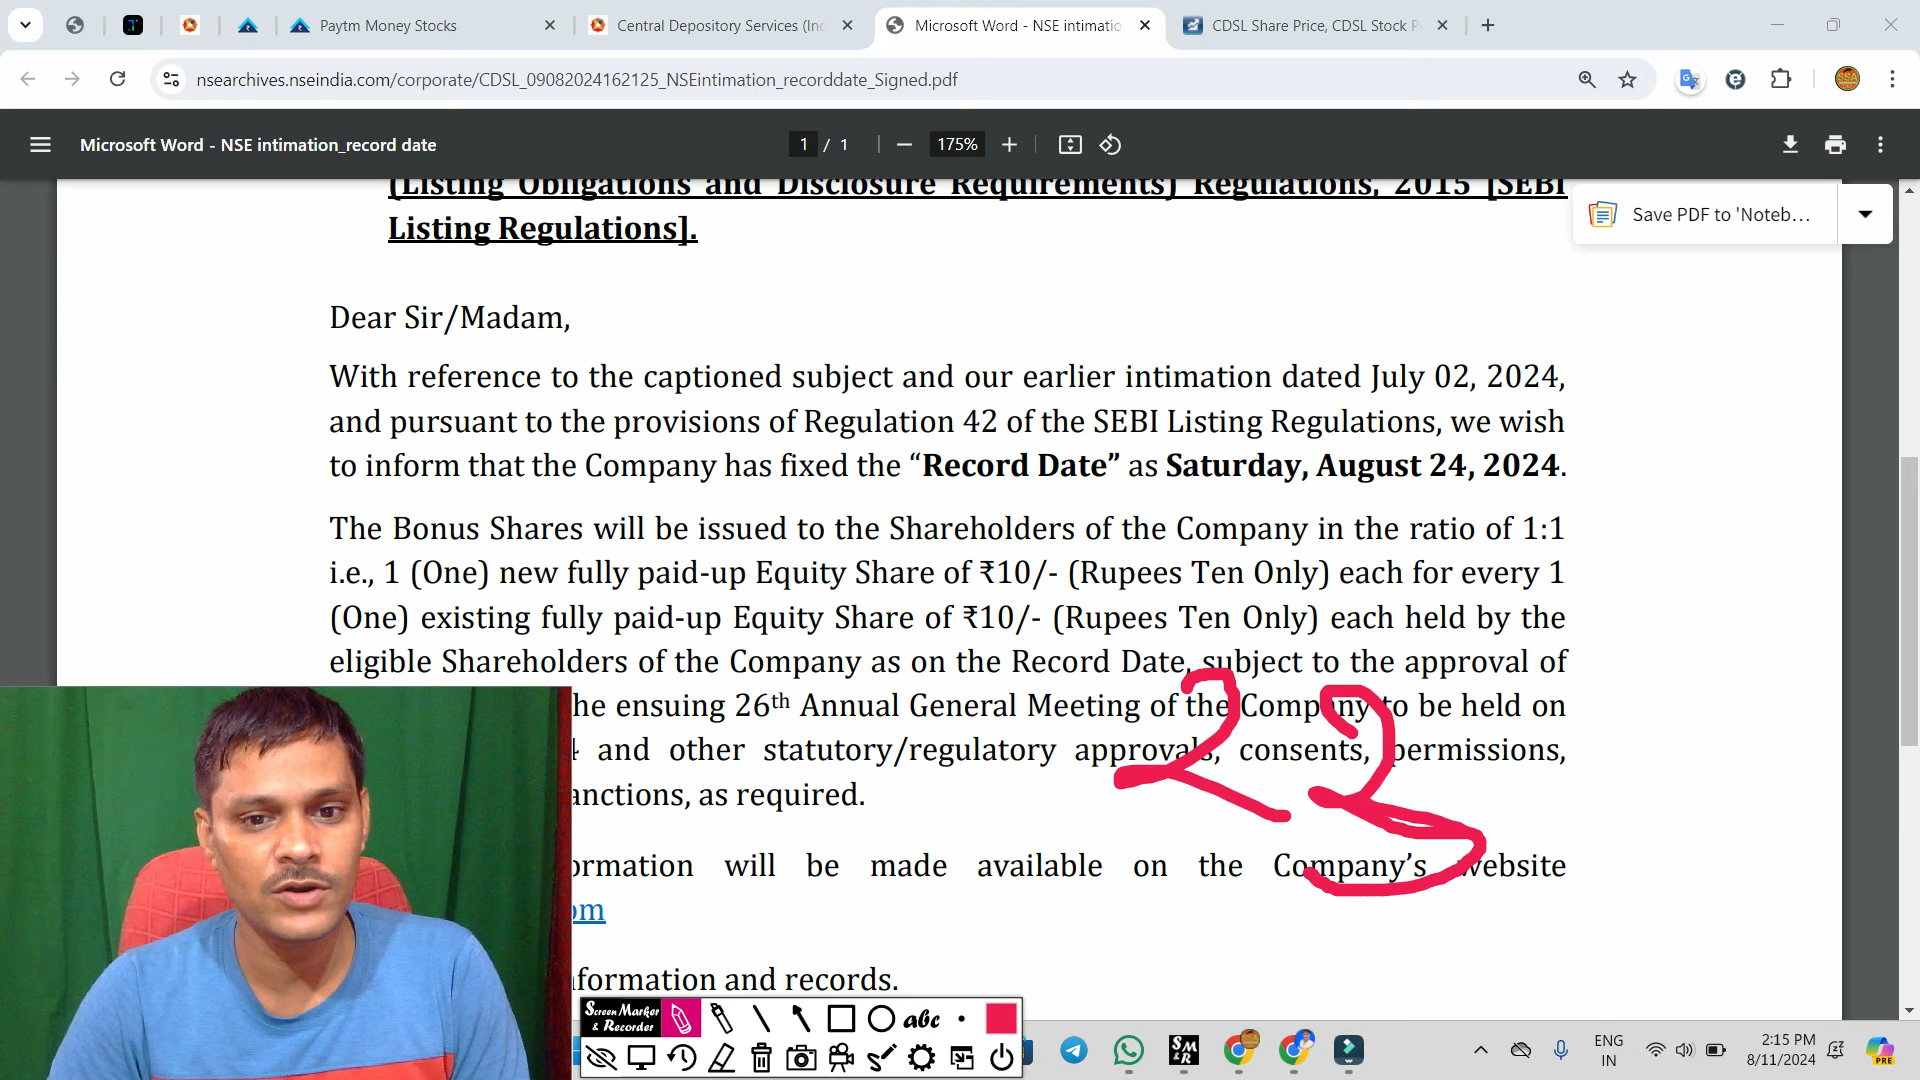 Paytm Money Stocks
Central Depository Services (Ind
Microsoft Word - NSE intimatio
CDSL Share Price, CDSL Stock P
nsearchives.nseindia.com/corporate/CDSL_09082024162125_NSEintimation_recorddate_Signed.pdf
Microsoft Word - NSE intimation_record date
1 / 1
175%
(Listing Obligations and Disclosure Requirements) Regulations, 2015 [SEBI
Listing Regulations].
Save PDF to 'Noteb...
Dear Sir/Madam,
With reference to the captioned subject and our earlier intimation dated July 02, 2024,
and pursuant to the provisions of Regulation 42 of the SEBI Listing Regulations, we wish
to inform that the Company has fixed the “Record Date” as Saturday, August 24, 2024.
The Bonus Shares will be issued to the Shareholders of the Company in the ratio of 1:1
i.e., 1 (One) new fully paid-up Equity Share of ₹10/- (Rupees Ten Only) each for every 1
(One) existing fully paid-up Equity Share of ₹10/- (Rupees Ten Only) each held by the
eligible Shareholders of the Company as on the Record Date, subject to the approval of
he ensuing 26th Annual General Meeting of the Company to be held on
and other statutory/regulatory approvals, consents, permissions,
anctions, as required.
23
ormation will be made available on the Company’s website
om
formation and records.
Screen Marker
& Recorder
abc
SM
&R
ENG
IN
2:15 PM
8/11/2024
PRE